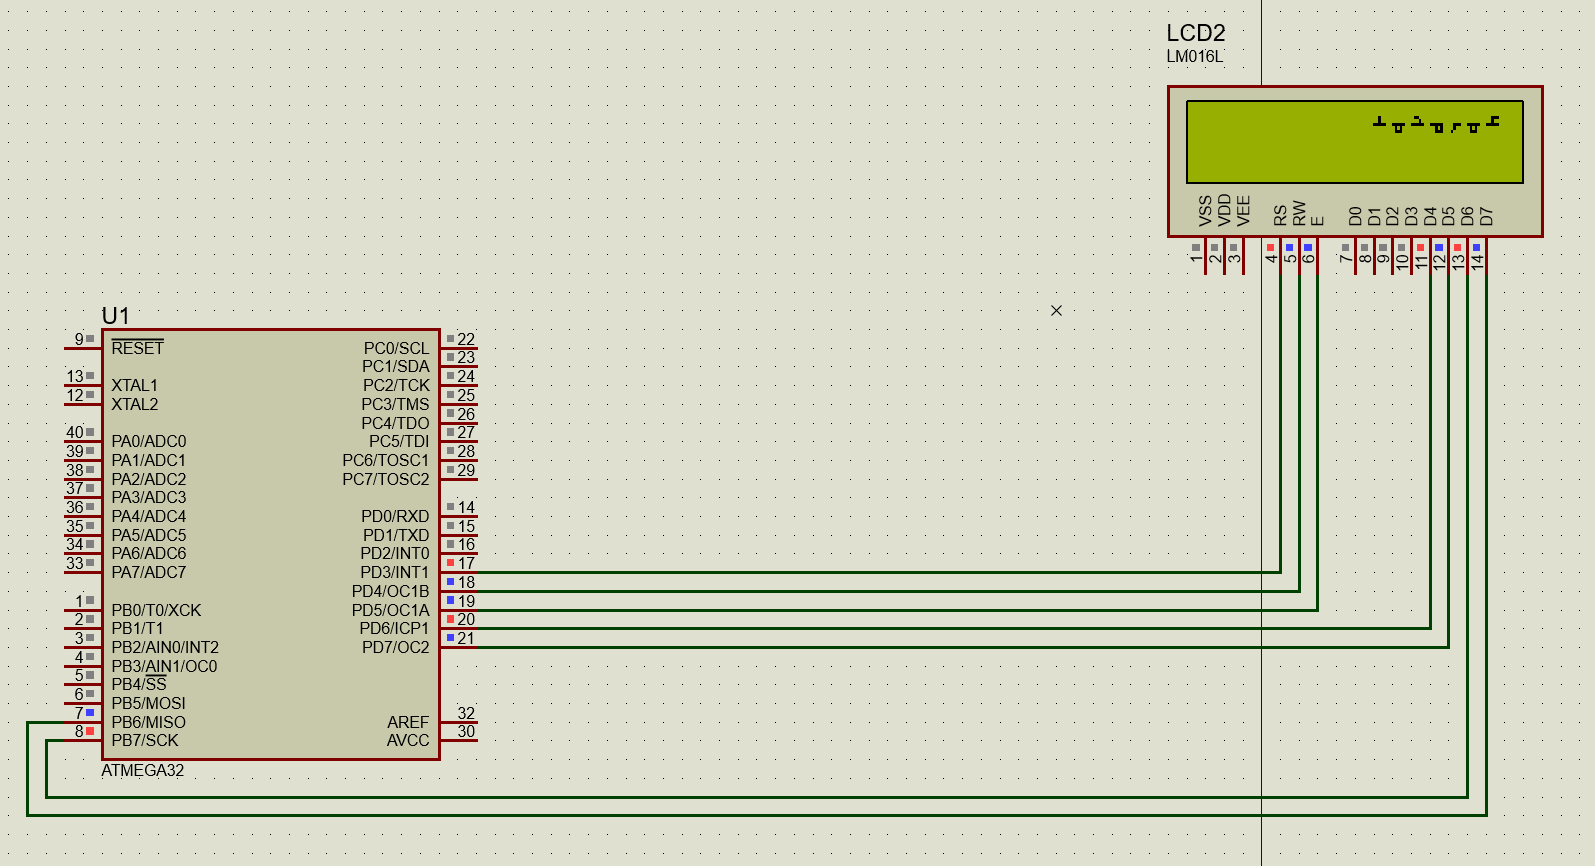 LCD2
LM016L
VSS
VDD
VEE
RS
RW
E
D0
D1
D2
D3
D4
D5
D6
D7
1
2
3
4
5
6
7
8
9
10
11
12
13
14
U1
9 RESET
13 XTAL1
12 XTAL2
40 PA0/ADC0
39 PA1/ADC1
38 PA2/ADC2
37 PA3/ADC3
36 PA4/ADC4
35 PA5/ADC5
34 PA6/ADC6
33 PA7/ADC7
1 PB0/T0/XCK
2 PB1/T1
3 PB2/AIN0/INT2
4 PB3/AIN1/OC0
5 PB4/SS
6 PB5/MOSI
7 PB6/MISO
8 PB7/SCK
PC0/SCL 22
PC1/SDA 23
PC2/TCK 24
PC3/TMS 25
PC4/TDO 26
PC5/TDI 27
PC6/TOSC1 28
PC7/TOSC2 29
PD0/RXD 14
PD1/TXD 15
PD2/INT0 16
PD3/INT1 17
PD4/OC1B 18
PD5/OC1A 19
PD6/ICP1 20
PD7/OC2 21
AREF 32
AVCC 30
ATMEGA32